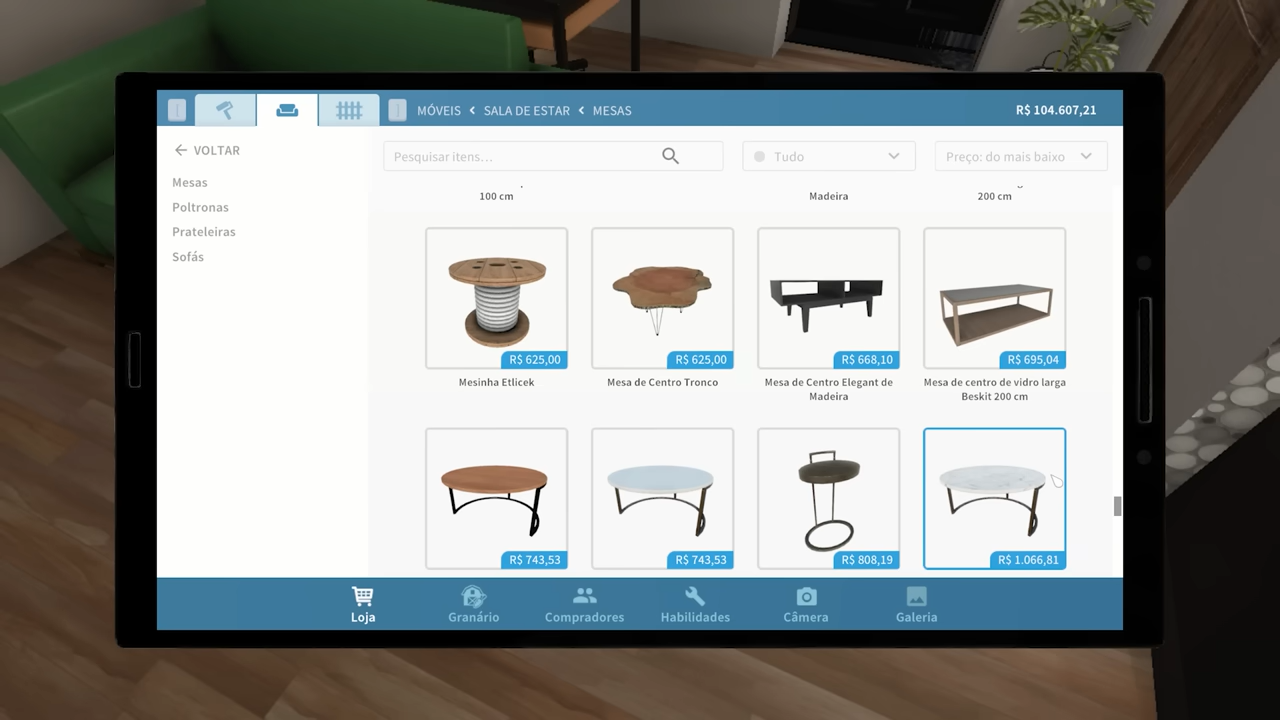 MÓVEIS < SALA DE ESTAR < MESAS
R$ 104.607,21
VOLTAR
Mesas
Poltronas
Prateleiras
Sofás
Pesquisar itens...
Tudo
Preço: do mais baixo
100 cm
Madeira
200 cm
R$ 625,00
R$ 625,00
R$ 668,10
R$ 695,04
Mesinha Etlicek
Mesa de Centro Tronco
Mesa de Centro Elegant de
Madeira
Mesa de centro de vidro larga
Beskit 200 cm
R$ 743,53
R$ 743,53
R$ 808,19
R$ 1.066,81
Loja
Granário
Compradores
Habilidades
Câmera
Galeria